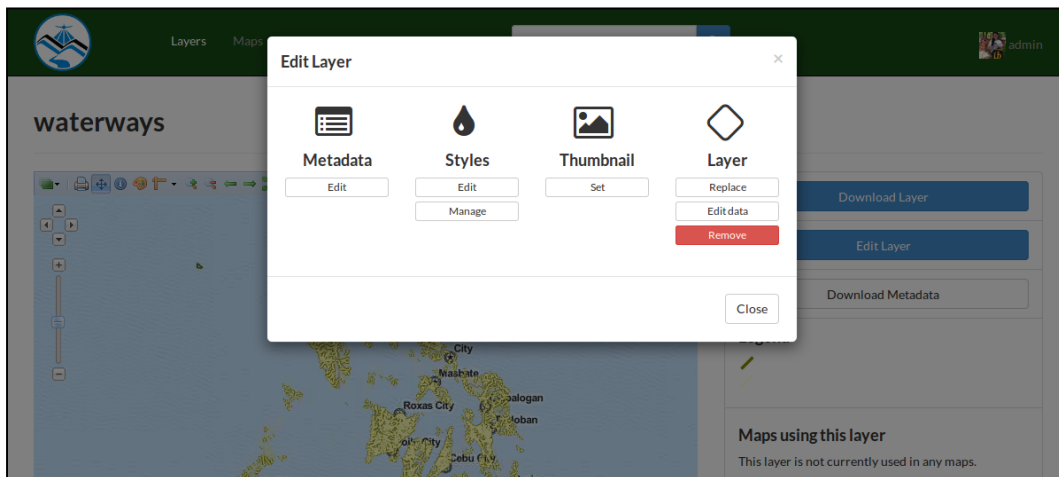 Layers Maps
admin
Edit Layer
×
waterways
Metadata
Edit
Styles
Edit
Manage
Thumbnail
Set
Layer
Replace
Edit data
Remove
Close
Download Layer
Edit Layer
Download Metadata
City
Masbate
Roxas City
City
Cebu City
Maps using this layer
This layer is not currently used in any maps.